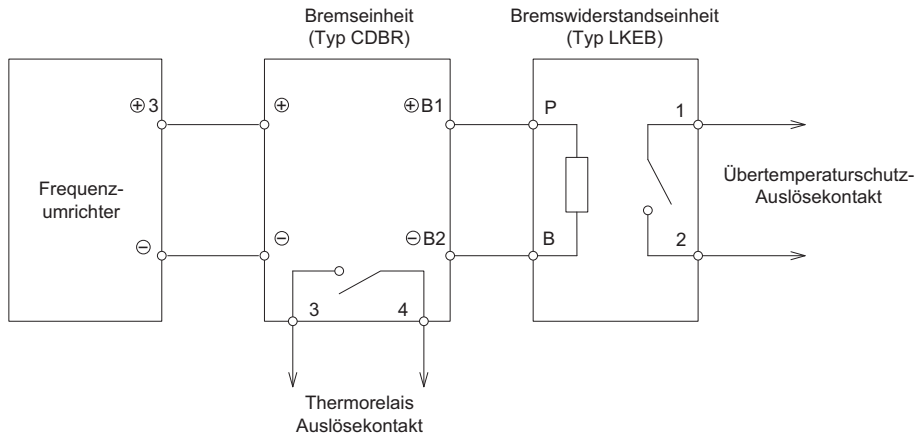 Bremseinheit
(Typ CDBR)
Bremswiderstandseinheit
(Typ LKEB)
⊕ 3
⊕
⊕ B1
P
1
Frequenz-
umrichter
Übertemperaturschutz-
Auslösekontakt
⊖
⊖
⊖ B2
B
2
3
4
Thermorelais
Auslösekontakt